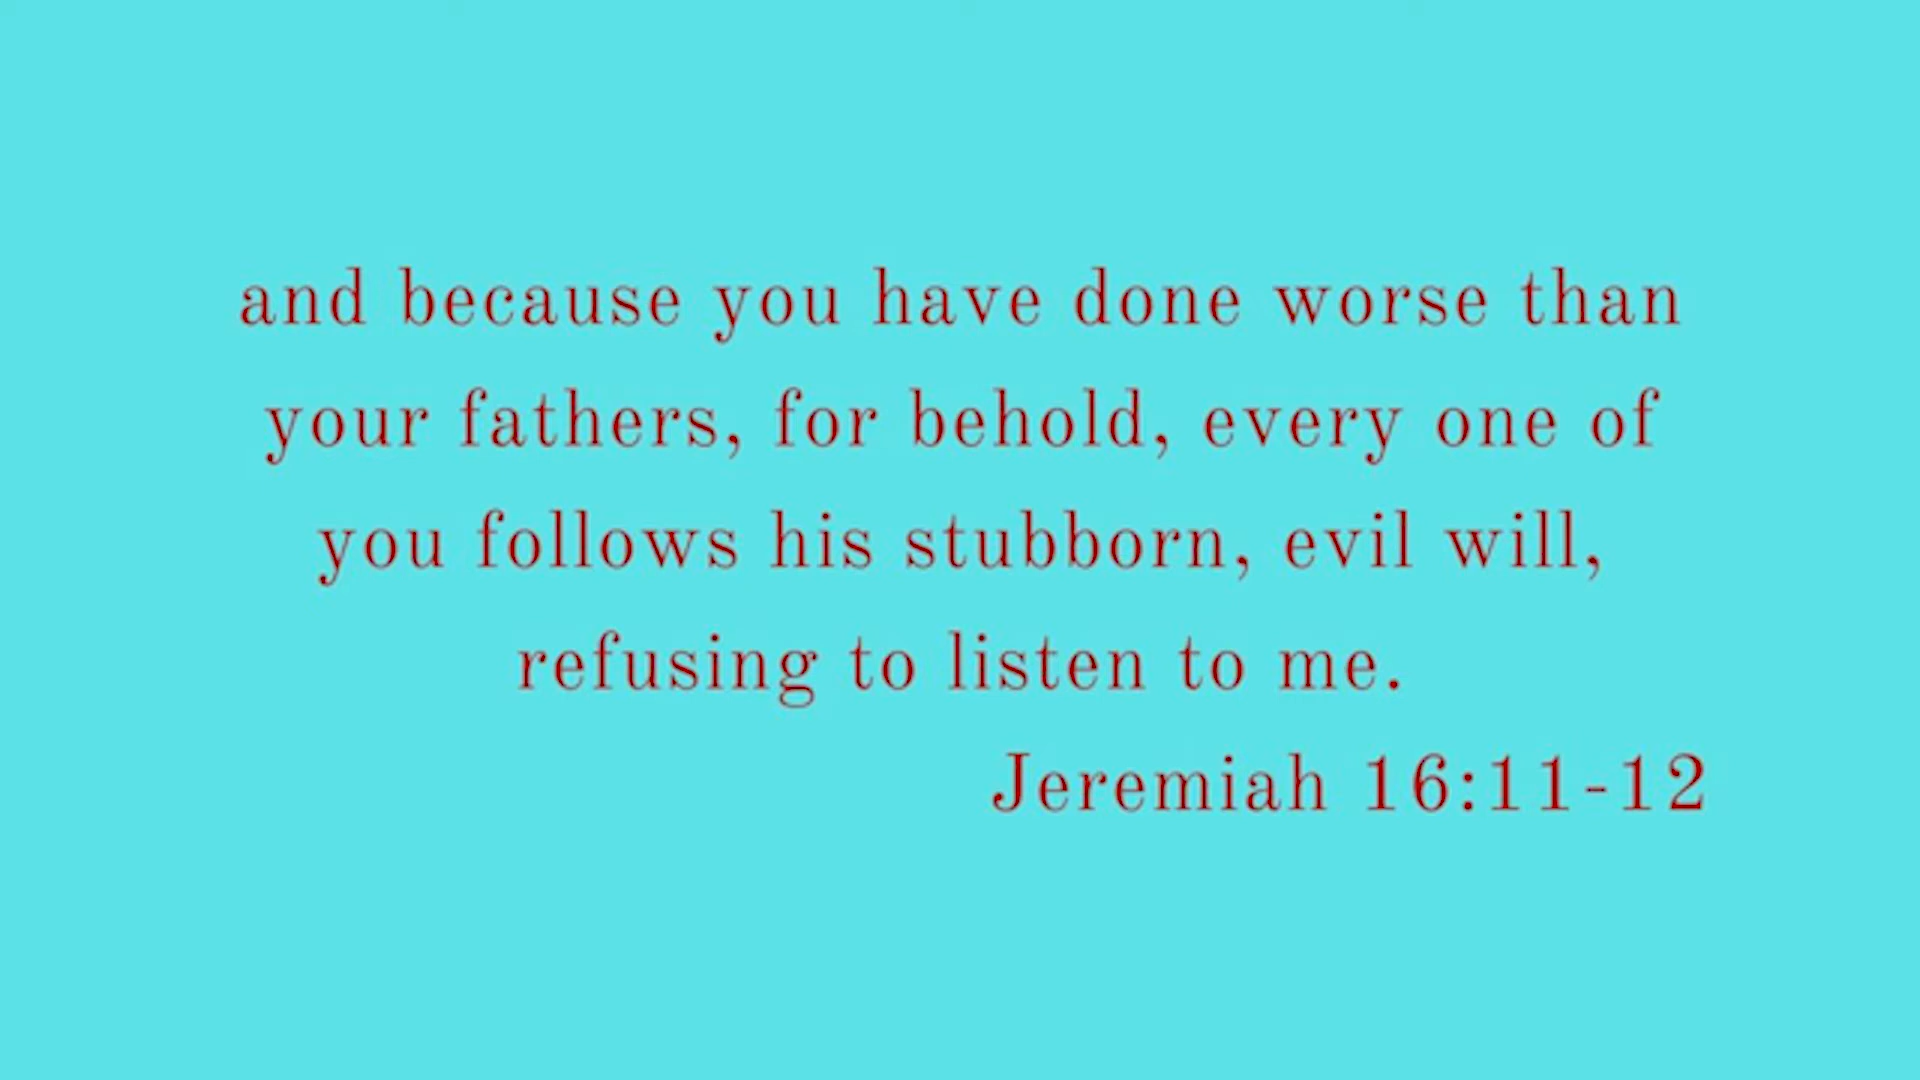 and because you have done worse than
your fathers, for behold, every one of
you follows his stubborn, evil will,
refusing to listen to me.
Jeremiah 16:11-12